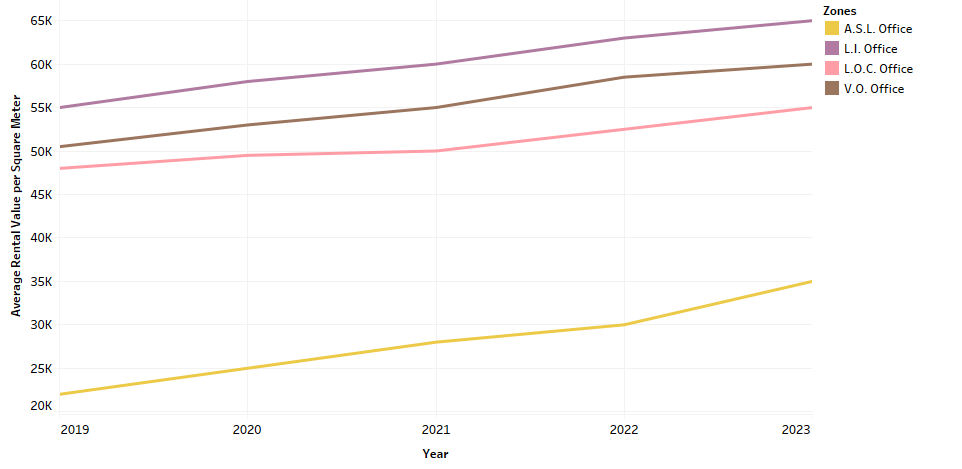 Zones
A.S.L. Office
L.I. Office
L.O.C. Office
V.O. Office
Average Rental Value per Square Meter
65K
60K
55K
50K
45K
40K
35K
30K
25K
20K
2019 2020 2021 2022 2023
Year